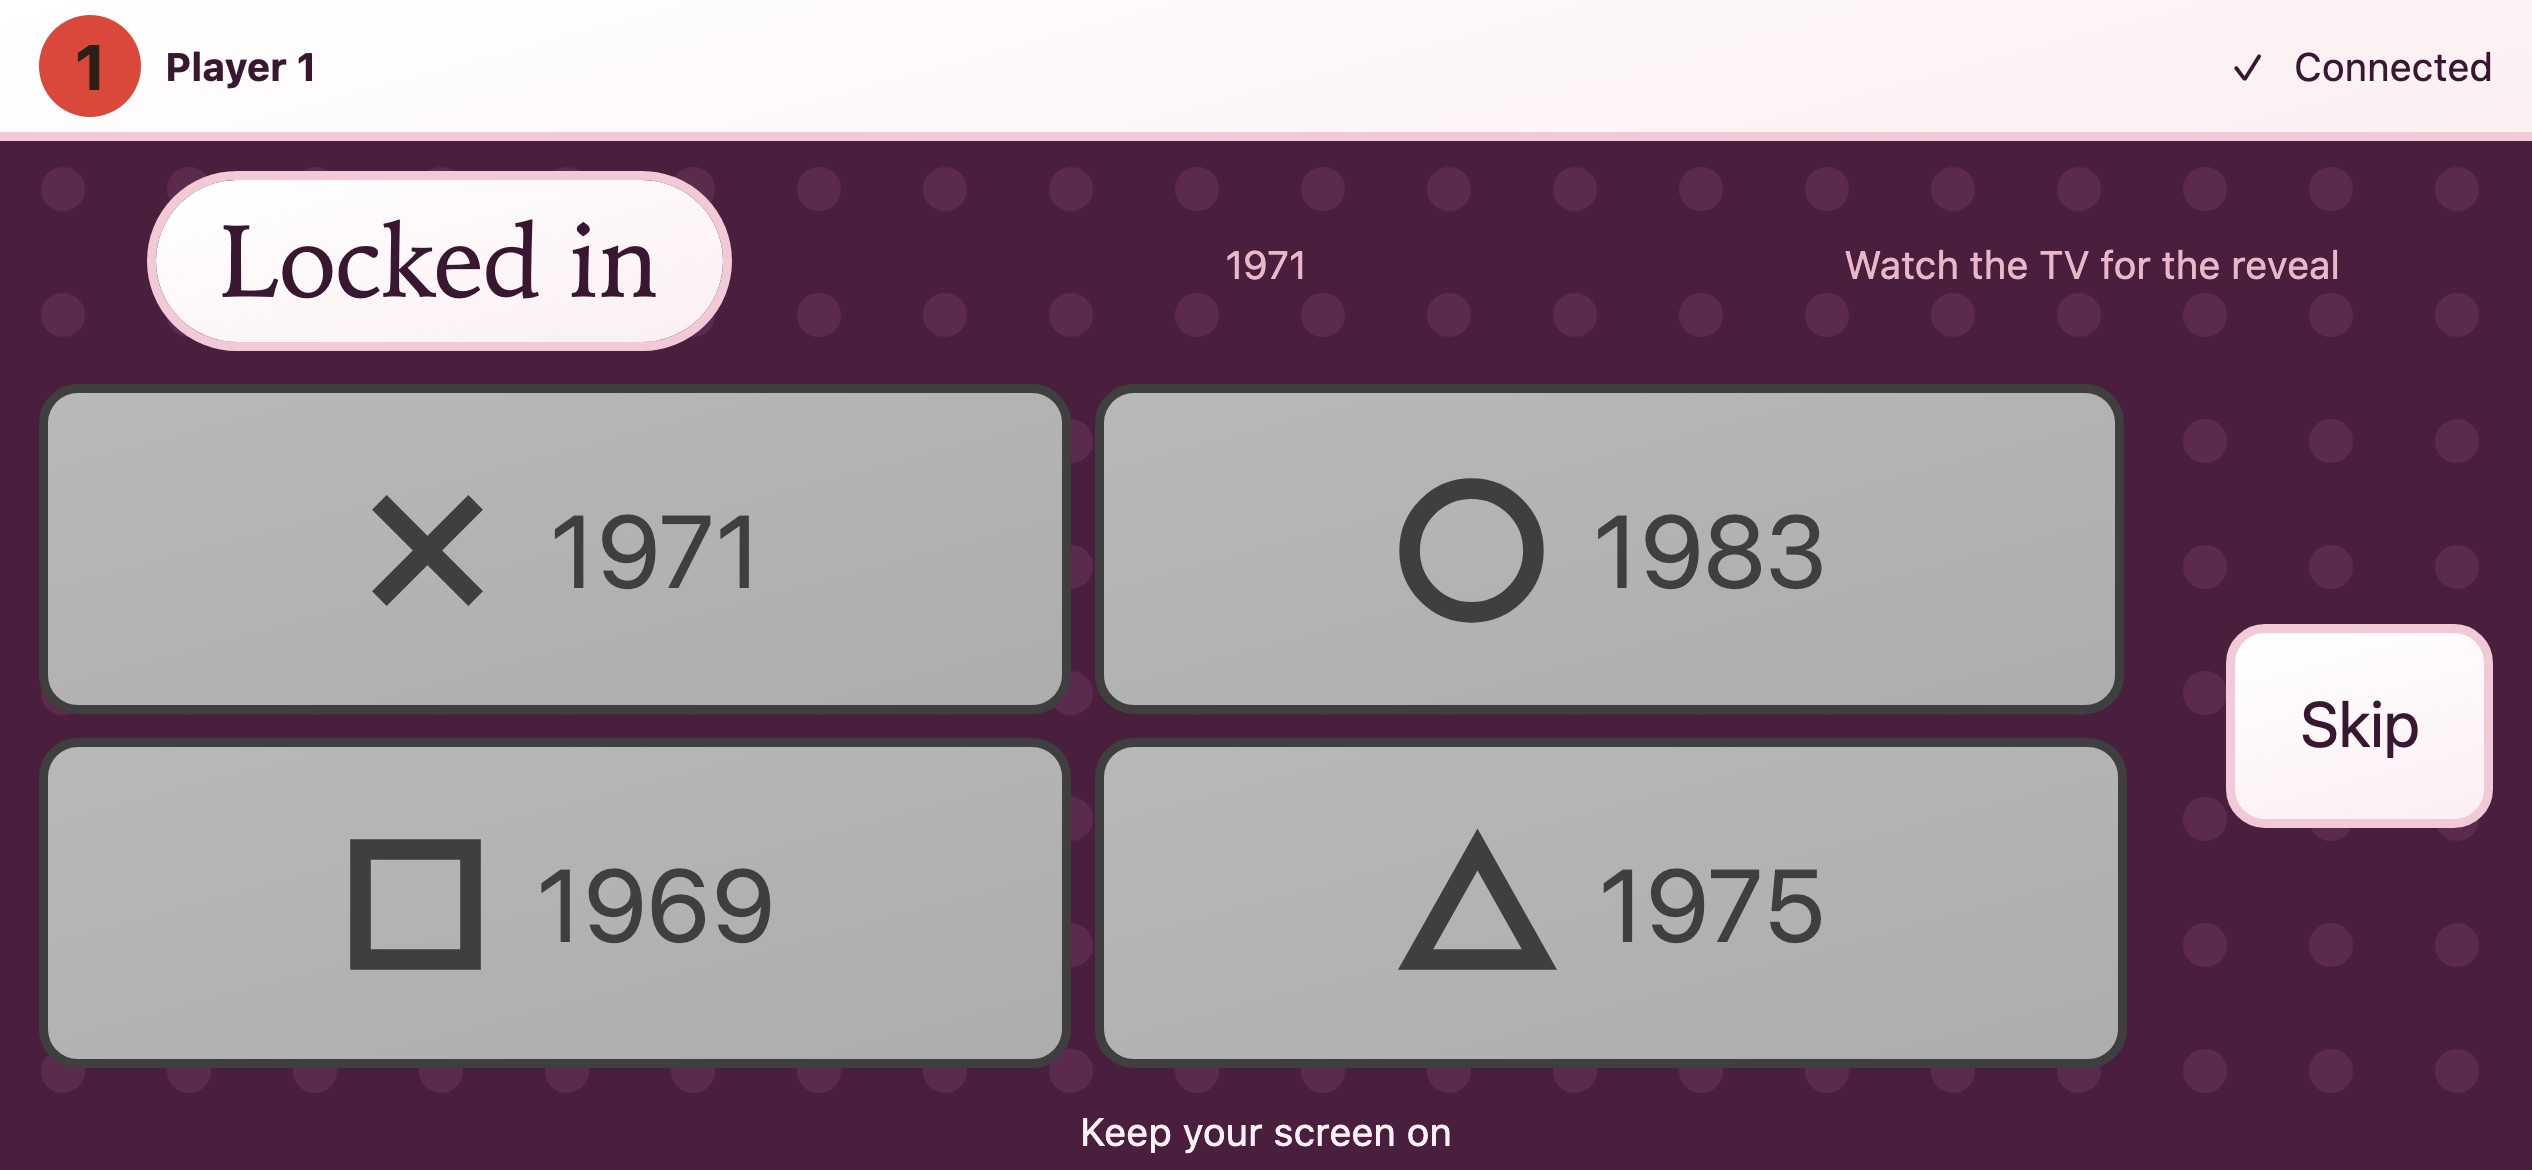 1 Player 1
✓ Connected
Locked in
1971
Watch the TV for the reveal
1971
1983
1969
1975
Skip
Keep your screen on